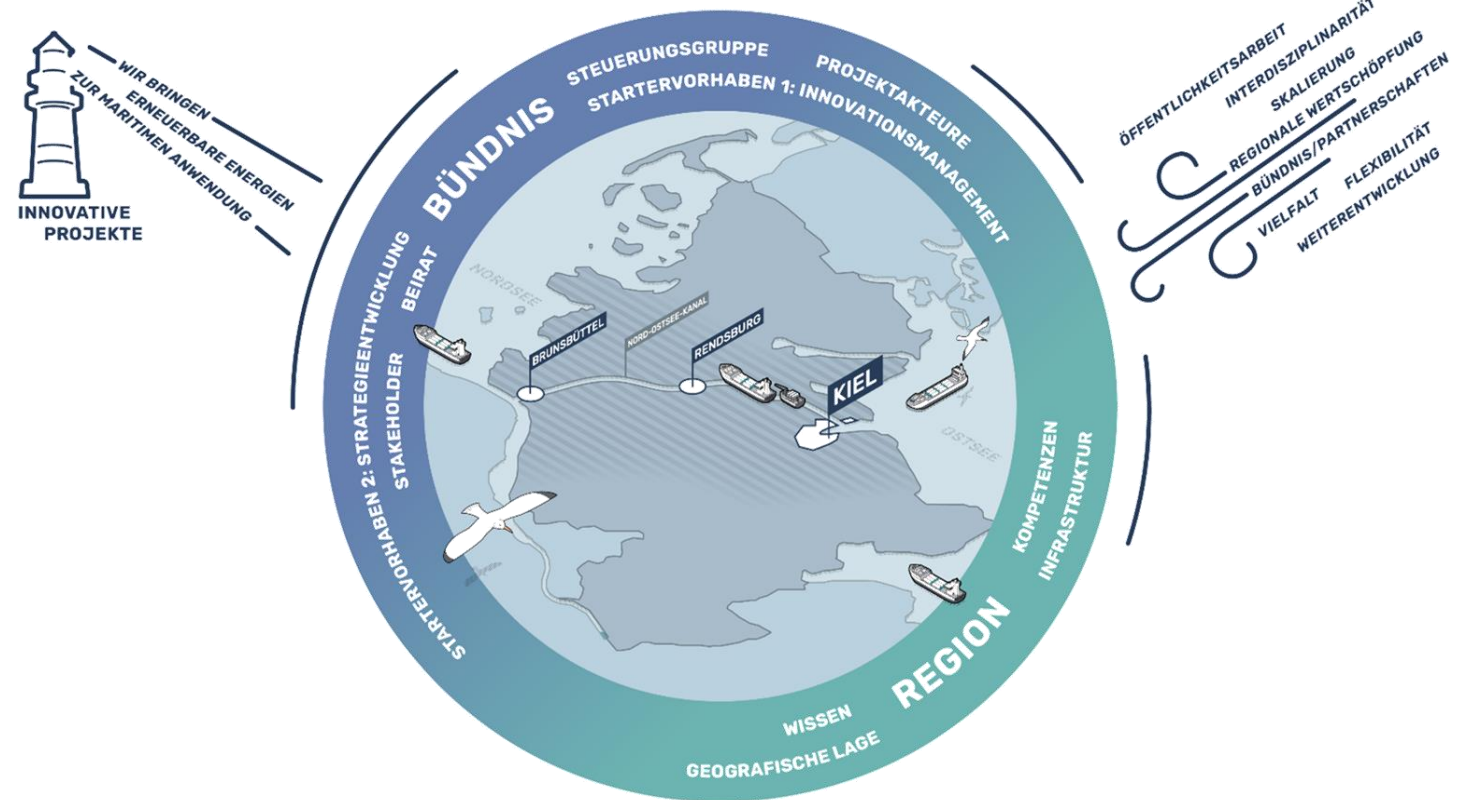 WIR BRINGEN
ERNEUERBARE ENERGIEN
ZUR MARITIMEN ANWENDUNG
INNOVATIVE
PROJEKTE
BÜNDNIS
STEUERUNGSGRUPPE
STARTERVORHABEN 1: INNOVATIONSMANAGEMENT
PROJEKTAKTEURE
BEIRAT
STAKEHOLDER
STARTERVORHABEN 2: STRATEGIEENTWICKLUNG
NORDSEE
BRUNSBÜTTEL
NORD-OSTSEE-KANAL
RENDSBURG
KIEL
OSTSEE
KOMPETENZEN
INFRASTRUKTUR
REGION
WISSEN
GEOGRAFISCHE LAGE
ÖFFENTLICHKEITSARBEIT
INTERDISZIPLINARITÄT
SKALIERUNG
REGIONALE WERTSCHÖPFUNG
BÜNDNIS/PARTNERSCHAFTEN
VIELFALT FLEXIBILITÄT
WEITERENTWICKLUNG